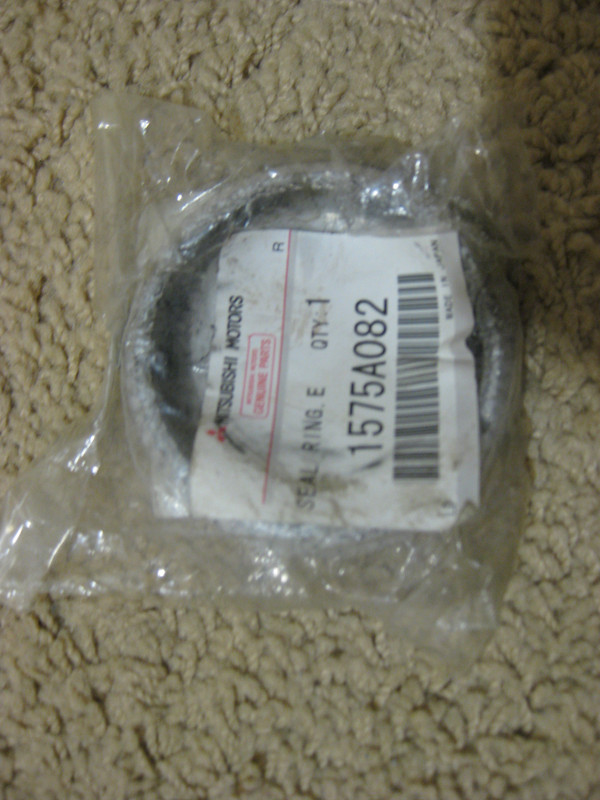 MITSUBISHI MOTORS R
GENUINE PARTS
SEAL RING. E QTY. 1
1575A082
MADE IN JAPAN